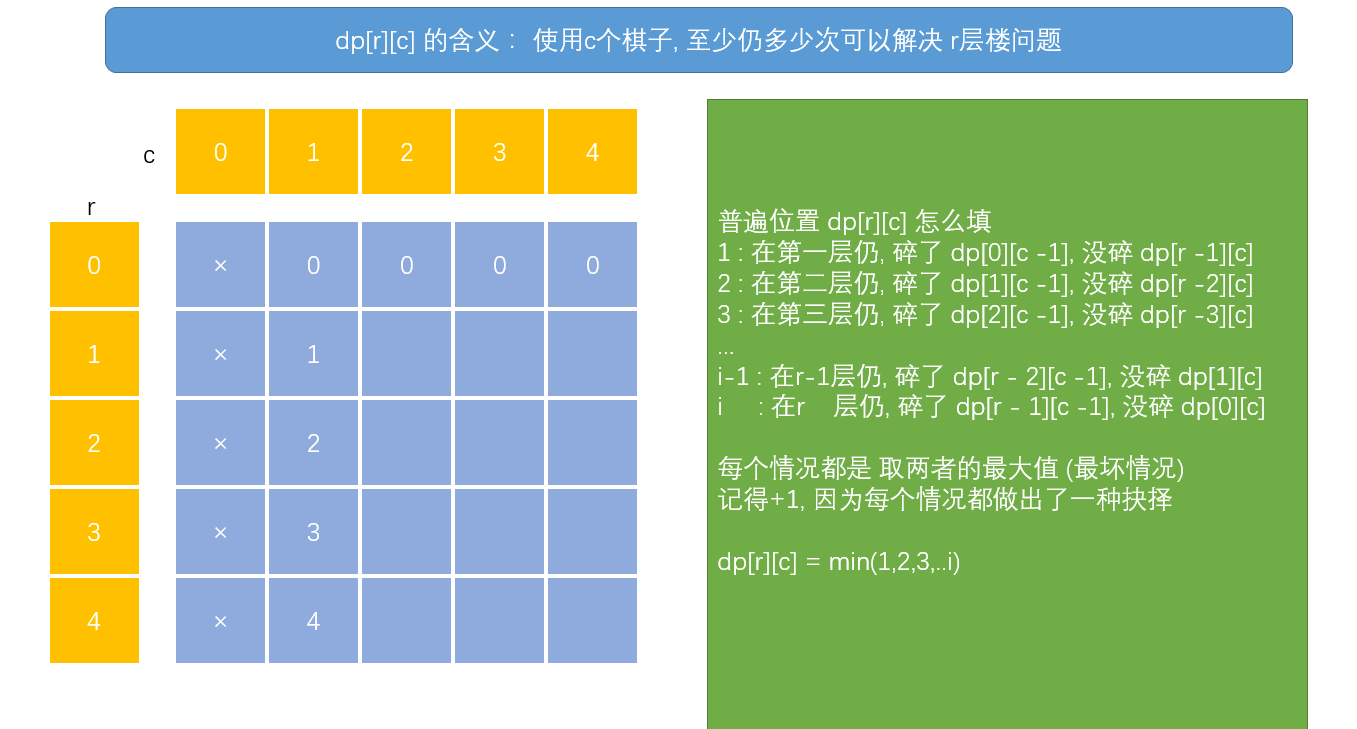 dp[r][c] 的含义 ： 使用c个棋子, 至少仍多少次可以解决 r层楼问题
c
0 1 2 3 4
r
0 × 0 0 0 0
1 × 1
2 × 2
3 × 3
4 × 4
普遍位置 dp[r][c] 怎么填
1 : 在第一层仍, 碎了 dp[0][c -1], 没碎 dp[r -1][c]
2 : 在第二层仍, 碎了 dp[1][c -1], 没碎 dp[r -2][c]
3 : 在第三层仍, 碎了 dp[2][c -1], 没碎 dp[r -3][c]
...
i-1 : 在r-1层仍, 碎了 dp[r - 2][c -1], 没碎 dp[1][c]
i : 在r 层仍, 碎了 dp[r - 1][c -1], 没碎 dp[0][c]
每个情况都是 取两者的最大值 (最坏情况)
记得+1, 因为每个情况都做出了一种抉择
dp[r][c] = min(1,2,3,..i)